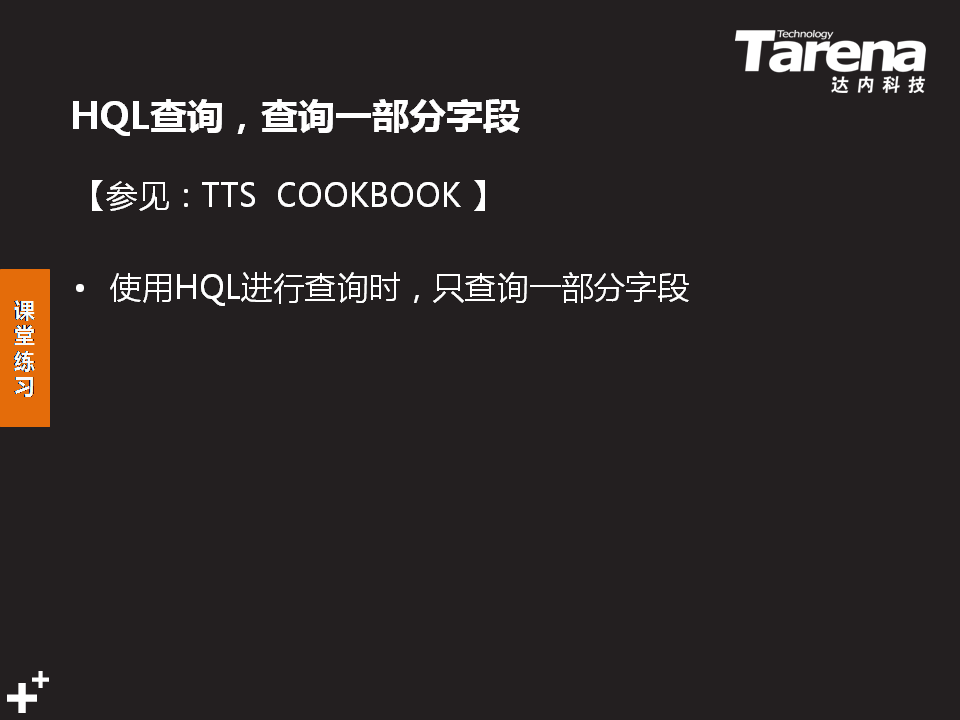 Technology
Tarena
达内科技
HQL查询，查询一部分字段
【参见：TTS COOKBOOK 】
• 使用HQL进行查询时，只查询一部分字段
课
堂
练
习